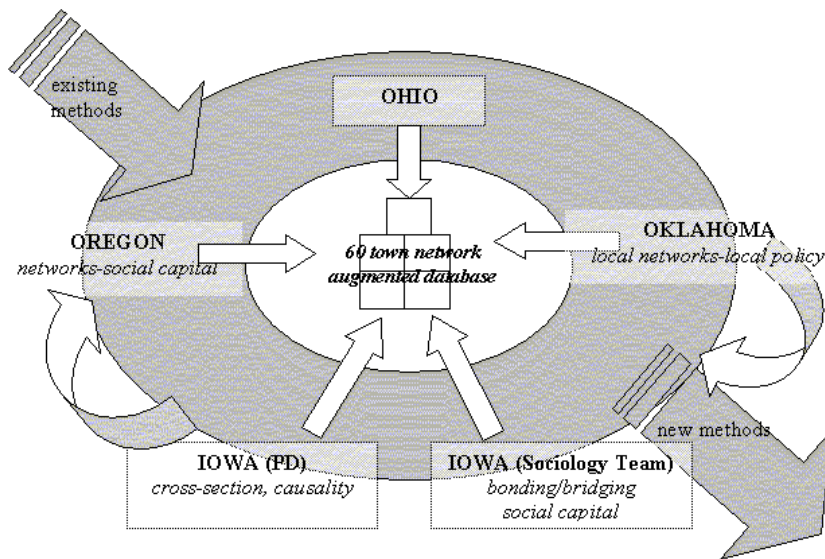 existing
methods
OHIO
OREGON
networks-social capital
60 town network
augmented database
OKLAHOMA
local networks-local policy
new methods
IOWA (PD)
cross-section, causality
IOWA (Sociology Team)
bonding/bridging
social capital